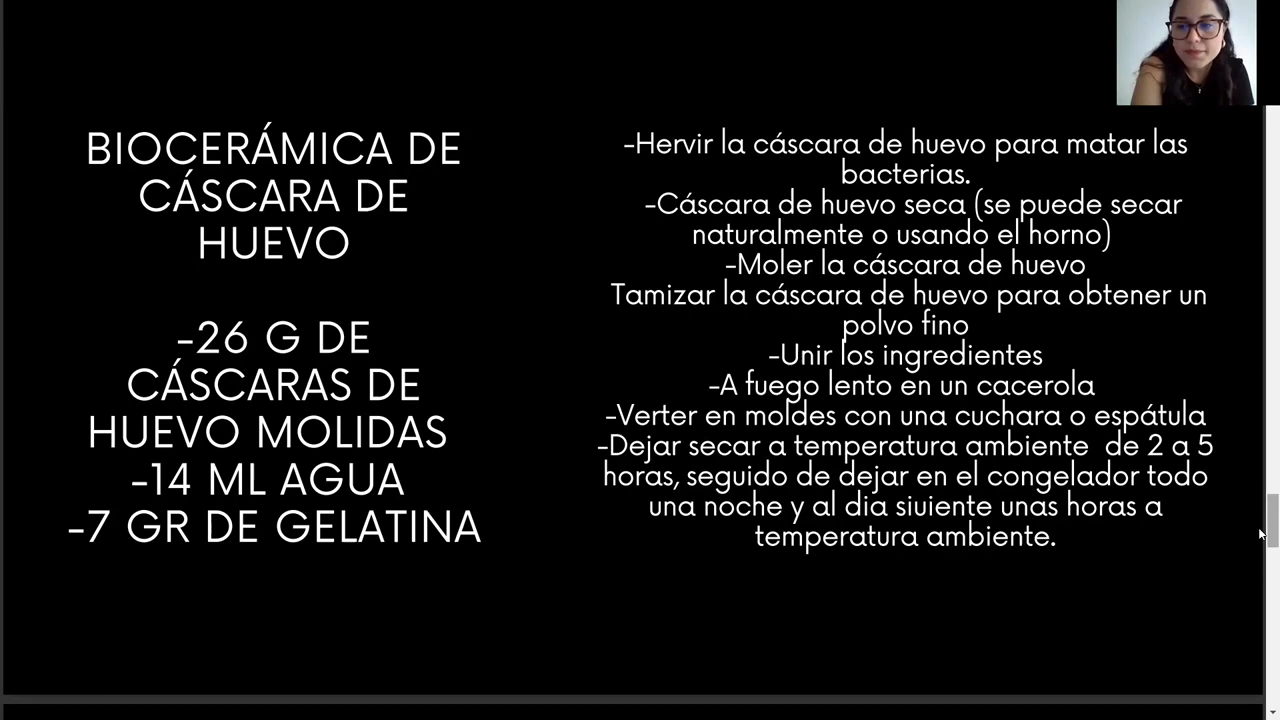 BIOCERÁMICA DE
CÁSCARA DE
HUEVO
-26 G DE
CÁSCARAS DE
HUEVO MOLIDAS
-14 ML AGUA
-7 GR DE GELATINA
-Hervir la cáscara de huevo para matar las
bacterias.
-Cáscara de huevo seca (se puede secar
naturalmente o usando el horno)
-Moler la cáscara de huevo
Tamizar la cáscara de huevo para obtener un
polvo fino
-Unir los ingredientes
-A fuego lento en un cacerola
-Verter en moldes con una cuchara o espátula
-Dejar secar a temperatura ambiente  de 2 a 5
horas, seguido de dejar en el congelador todo
una noche y al dia siuiente unas horas a
temperatura ambiente.